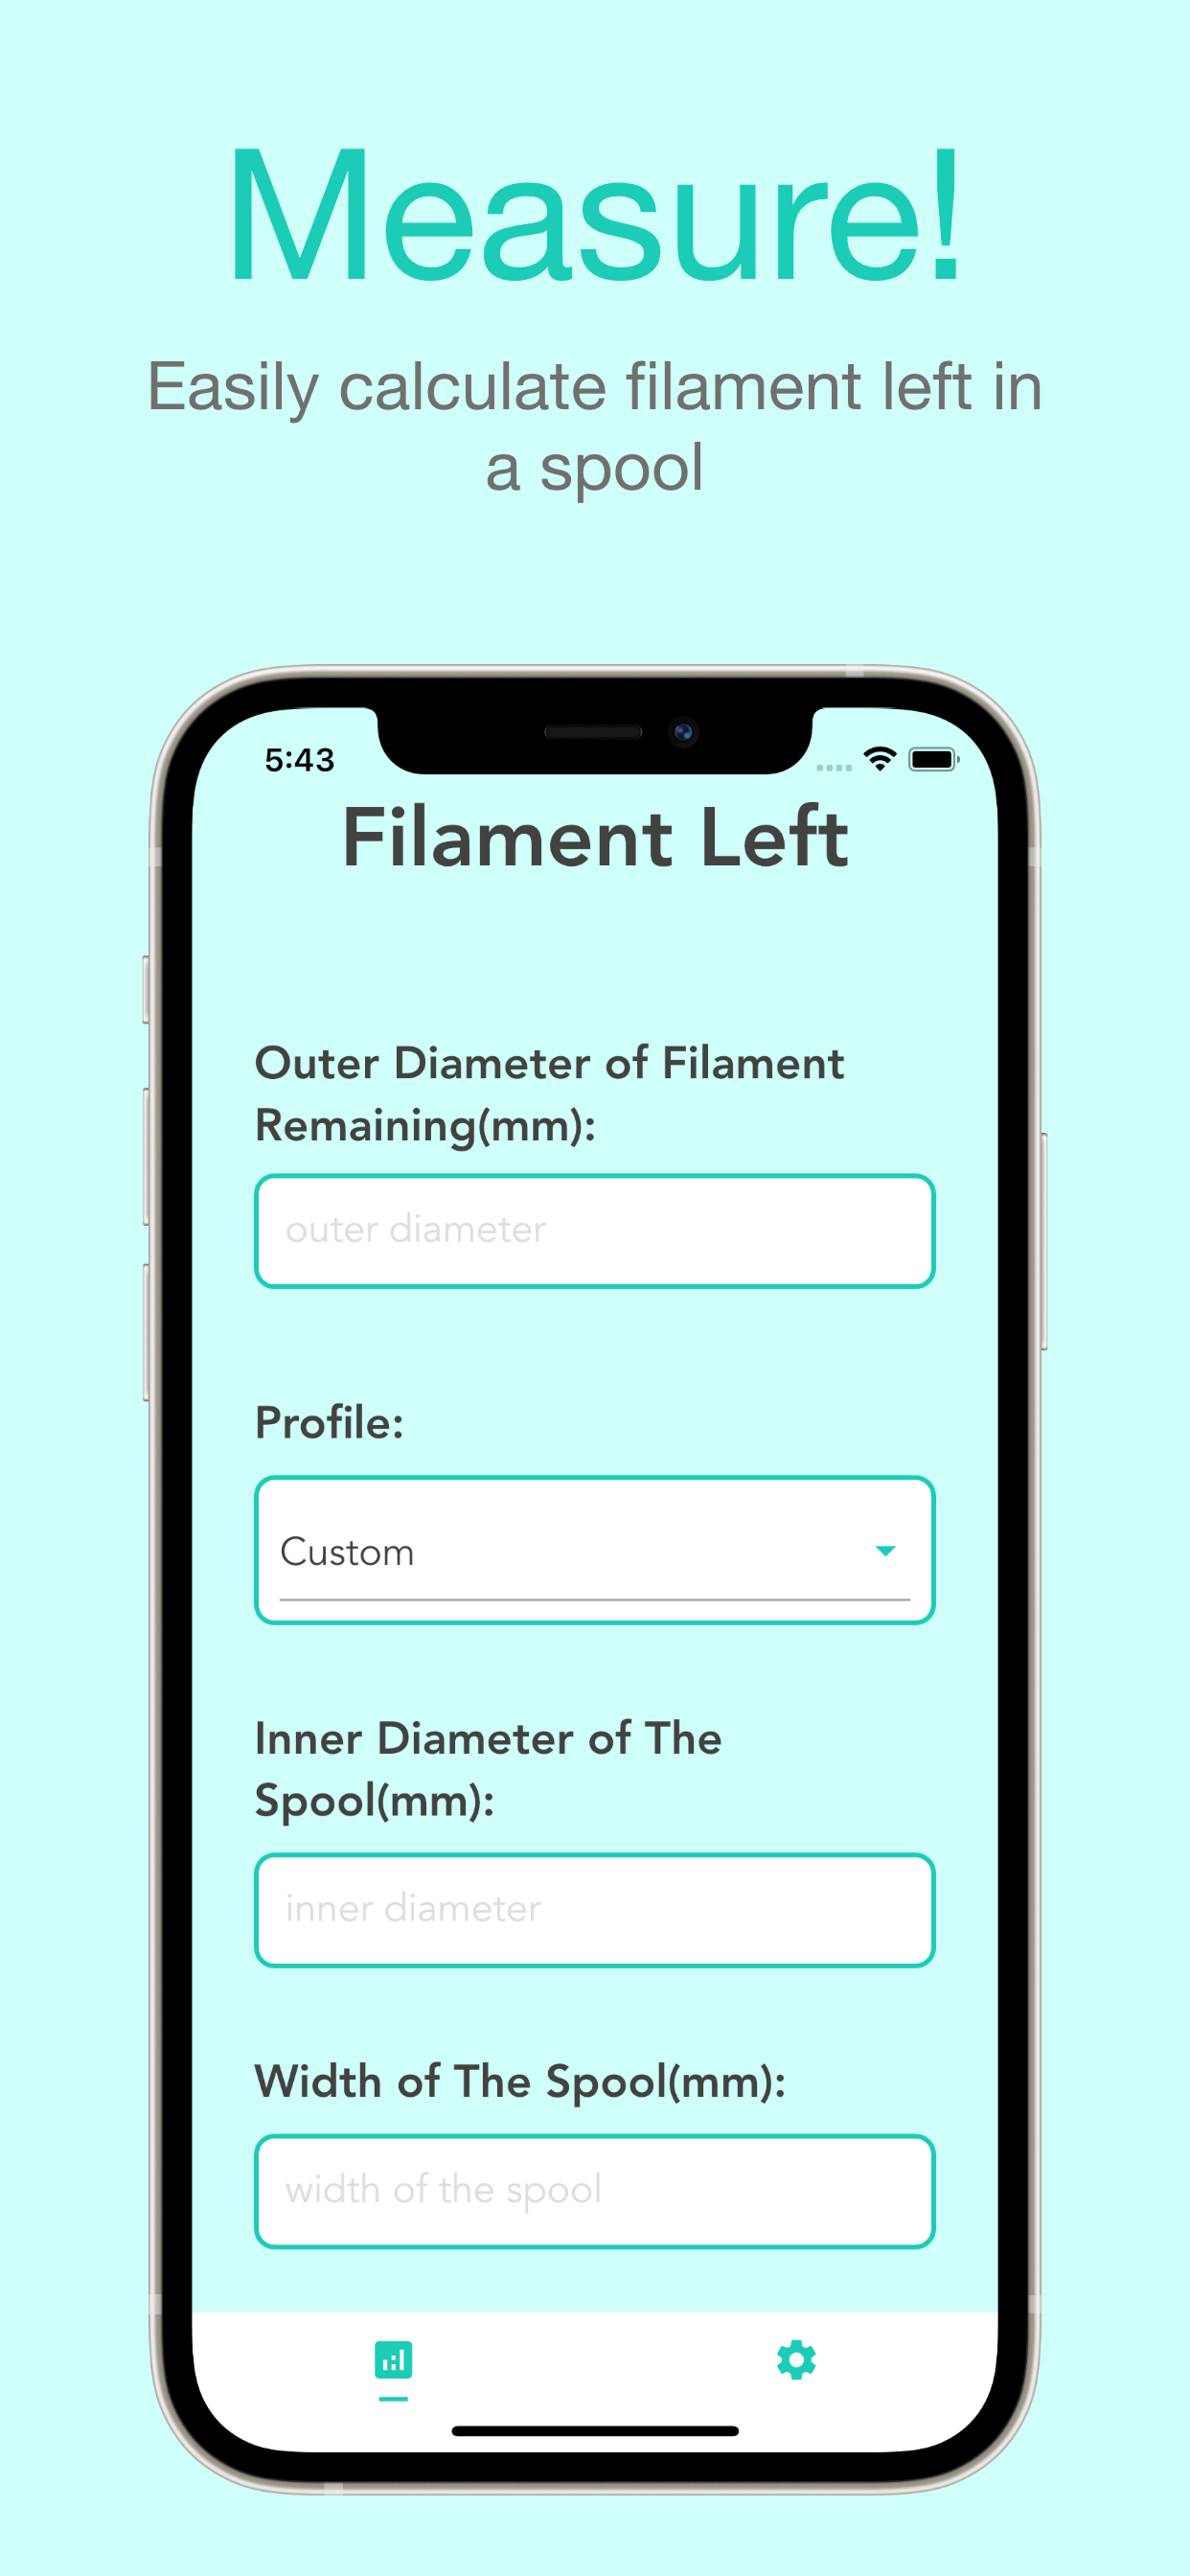 Measure!
Easily calculate filament left in
a spool
5:43
Filament Left
Outer Diameter of Filament
Remaining(mm):
outer diameter
Profile:
Custom
Inner Diameter of The
Spool(mm):
inner diameter
Width of The Spool(mm):
width of the spool